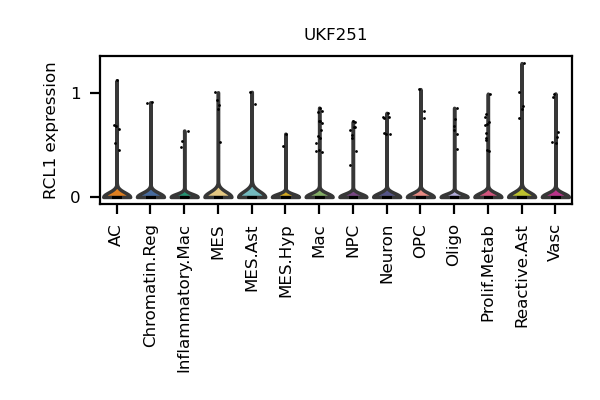 UKF251
RCL1 expression
1
0
AC
Chromatin.Reg
Inflammatory.Mac
MES
MES.Ast
MES.Hyp
Mac
NPC
Neuron
OPC
Oligo
Prolif.Metab
Reactive.Ast
Vasc